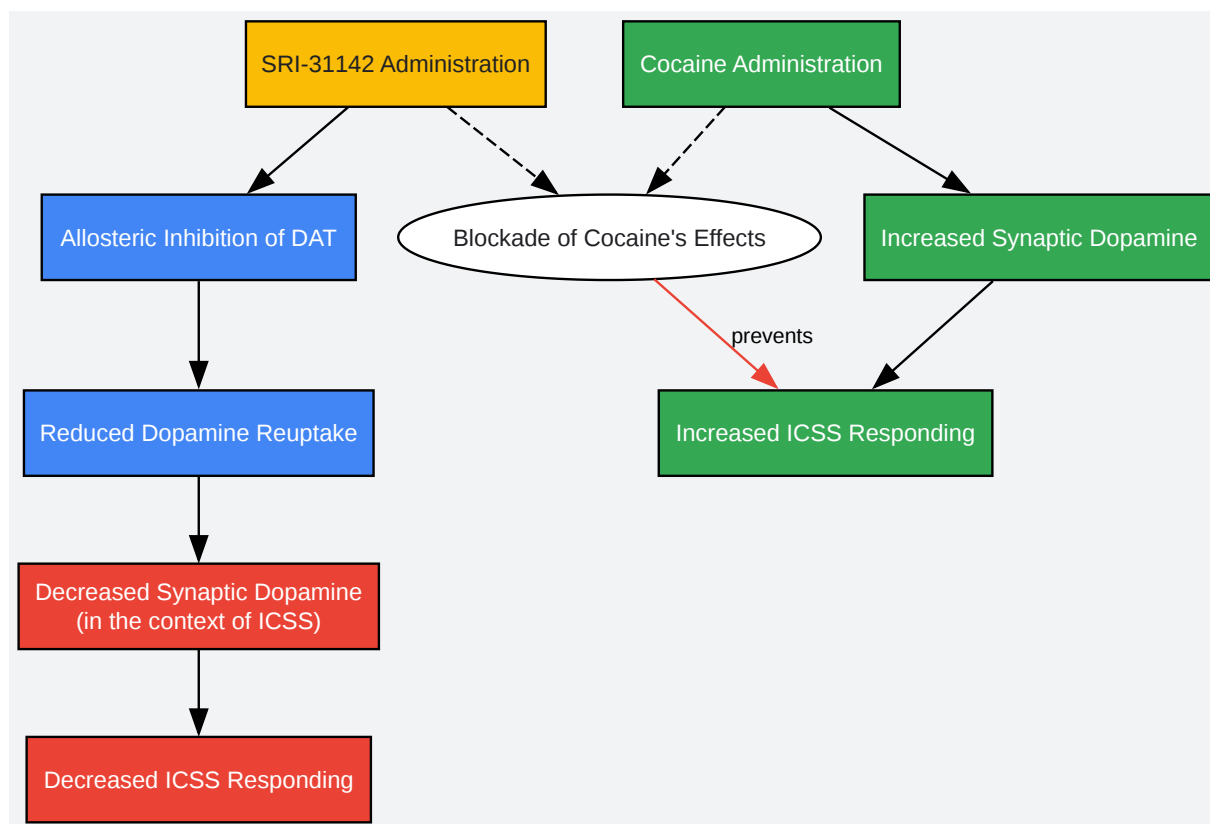 SRI-31142 Administration
Cocaine Administration
Allosteric Inhibition of DAT
Blockade of Cocaine's Effects
Increased Synaptic Dopamine
prevents
Reduced Dopamine Reuptake
Increased ICSS Responding
Decreased Synaptic Dopamine
(in the context of ICSS)
Decreased ICSS Responding